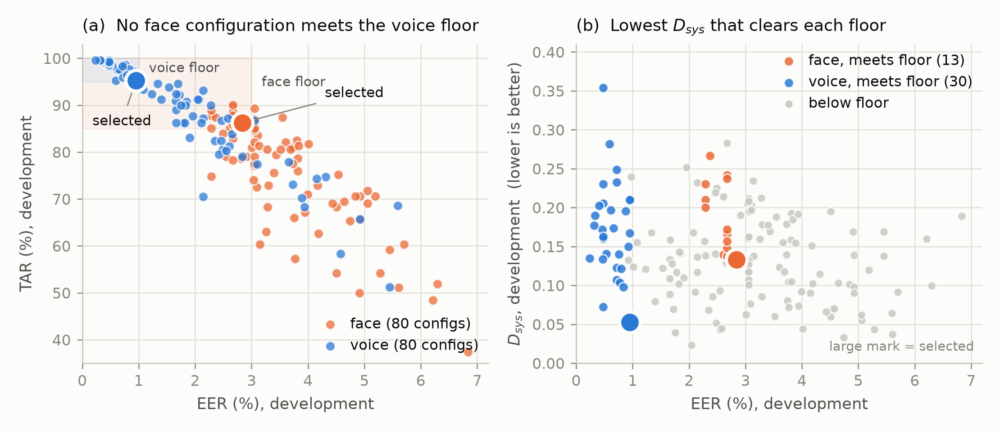 (a) No face configuration meets the voice floor
100
90
80
70
60
50
40
TAR (%), development
voice floor
face floor
selected
selected
face (80 configs)
voice (80 configs)
0 1 2 3 4 5 6 7
EER (%), development
(b) Lowest D_sys that clears each floor
0.40
0.35
0.30
0.25
0.20
0.15
0.10
0.05
0.00
D_sys, development (lower is better)
face, meets floor (13)
voice, meets floor (30)
below floor
large mark = selected
0 1 2 3 4 5 6 7
EER (%), development